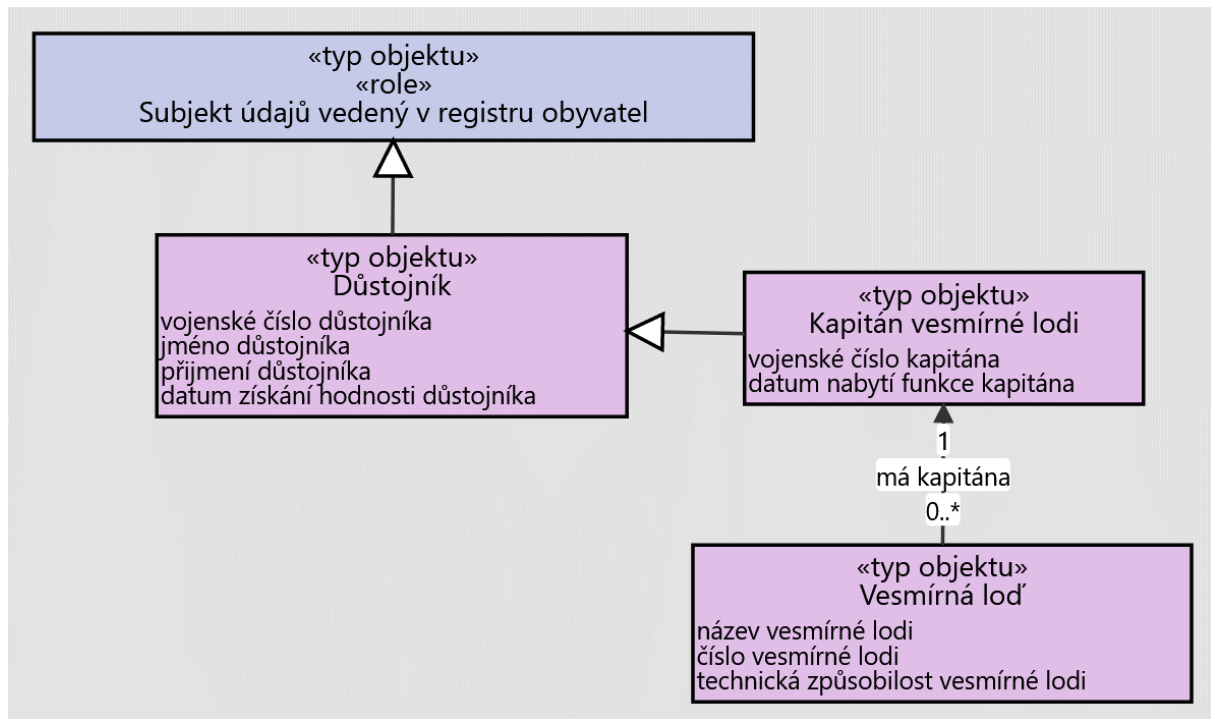 «typ objektu»
«role»
Subjekt údajů vedený v registru obyvatel
«typ objektu»
Důstojník
vojenské číslo důstojníka
jméno důstojníka
přijmení důstojníka
datum získání hodnosti důstojníka
«typ objektu»
Kapitán vesmírné lodi
vojenské číslo kapitána
datum nabytí funkce kapitána
1
má kapitána
0..*
«typ objektu»
Vesmírná loď
název vesmírné lodi
číslo vesmírné lodi
technická způsobilost vesmírné lodi